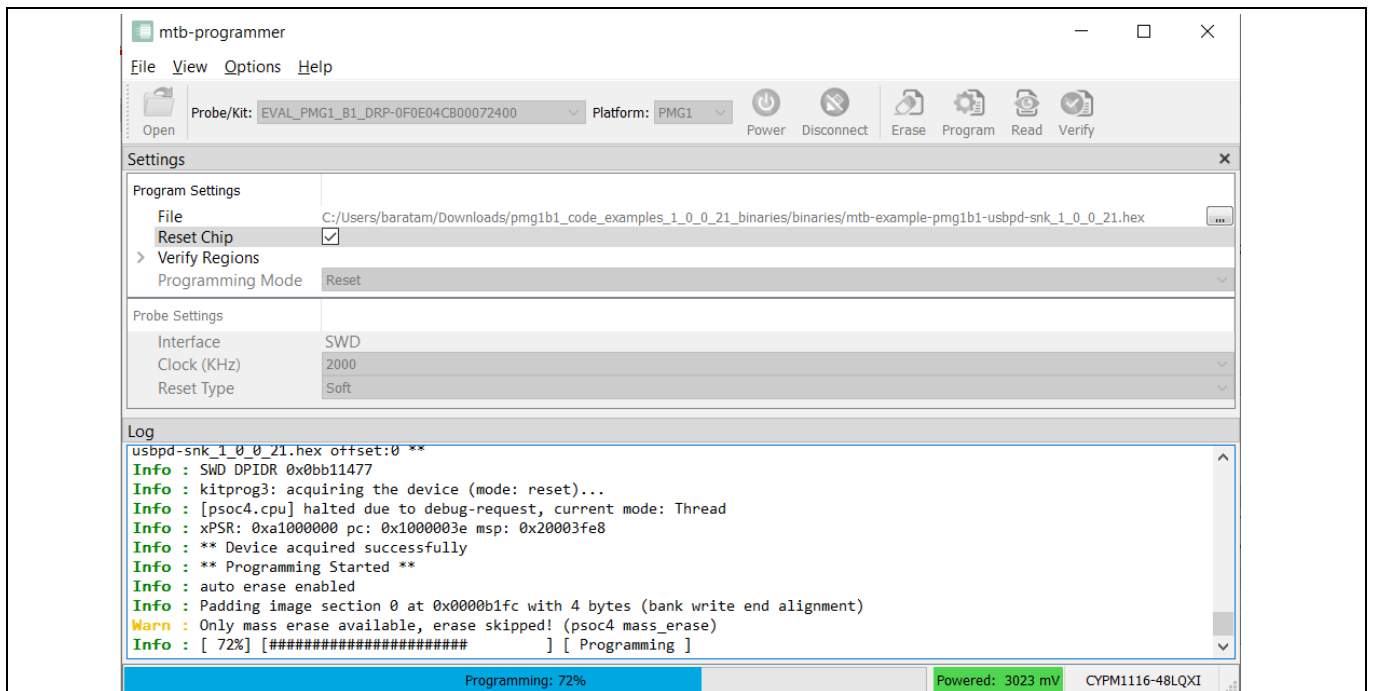 mtb-programmer
File View Options Help
Open Probe/Kit: EVAL_PMG1_B1_DRP-0F0E04CB00072400 Platform: PMG1 Power Disconnect Erase Program Read Verify
Settings
Program Settings
File C:/Users/baratam/Downloads/pmg1b1_code_examples_1_0_0_21_binaries/binaries/mtb-example-pmg1b1-usbpd-snk_1_0_0_21.hex ...
Reset Chip
Verify Regions
Programming Mode Reset
Probe Settings
Interface SWD
Clock (KHz) 2000
Reset Type Soft
Log
usbpd-snk_1_0_0_21.hex offset:0 **
Info : SWD DPIDR 0x0bb11477
Info : kitprog3: acquiring the device (mode: reset)...
Info : [psoc4.cpu] halted due to debug-request, current mode: Thread
Info : xPSR: 0xa1000000 pc: 0x1000003e msp: 0x20003fe8
Info : ** Device acquired successfully
Info : ** Programming Started **
Info : auto erase enabled
Info : Padding image section 0 at 0x0000b1fc with 4 bytes (bank write end alignment)
Warn : Only mass erase available, erase skipped! (psoc4 mass_erase)
Info : [ 72%] [####################### ] [ Programming ]
Programming: 72% Powered: 3023 mV CYPM1116-48LQXI